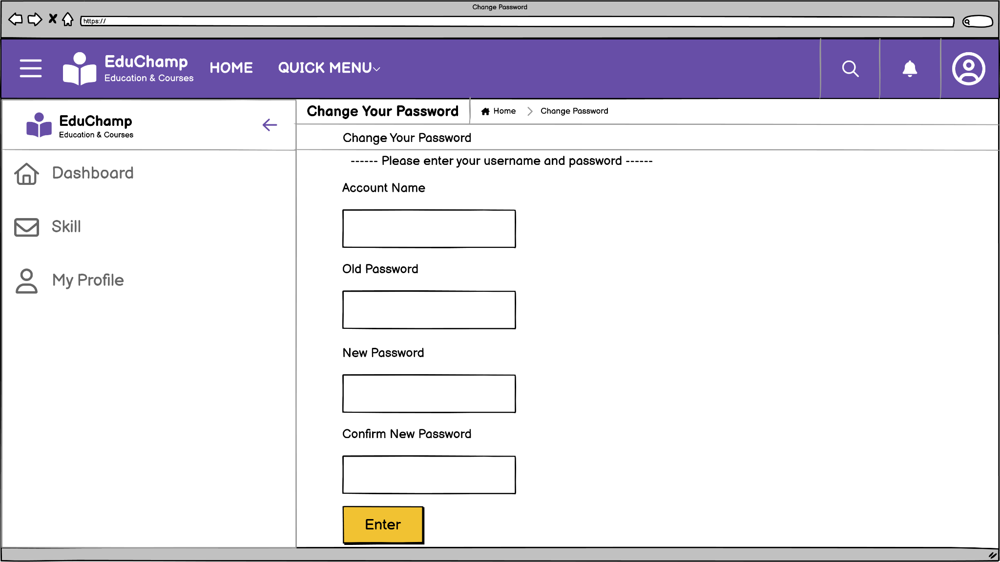 Change Password
https://
EduChamp
Education & Courses
HOME
QUICK MENU
EduChamp
Education & Courses
Dashboard
Skill
My Profile
Change Your Password
Home
Change Password
Change Your Password
------ Please enter your username and password ------
Account Name
Old Password
New Password
Confirm New Password
Enter